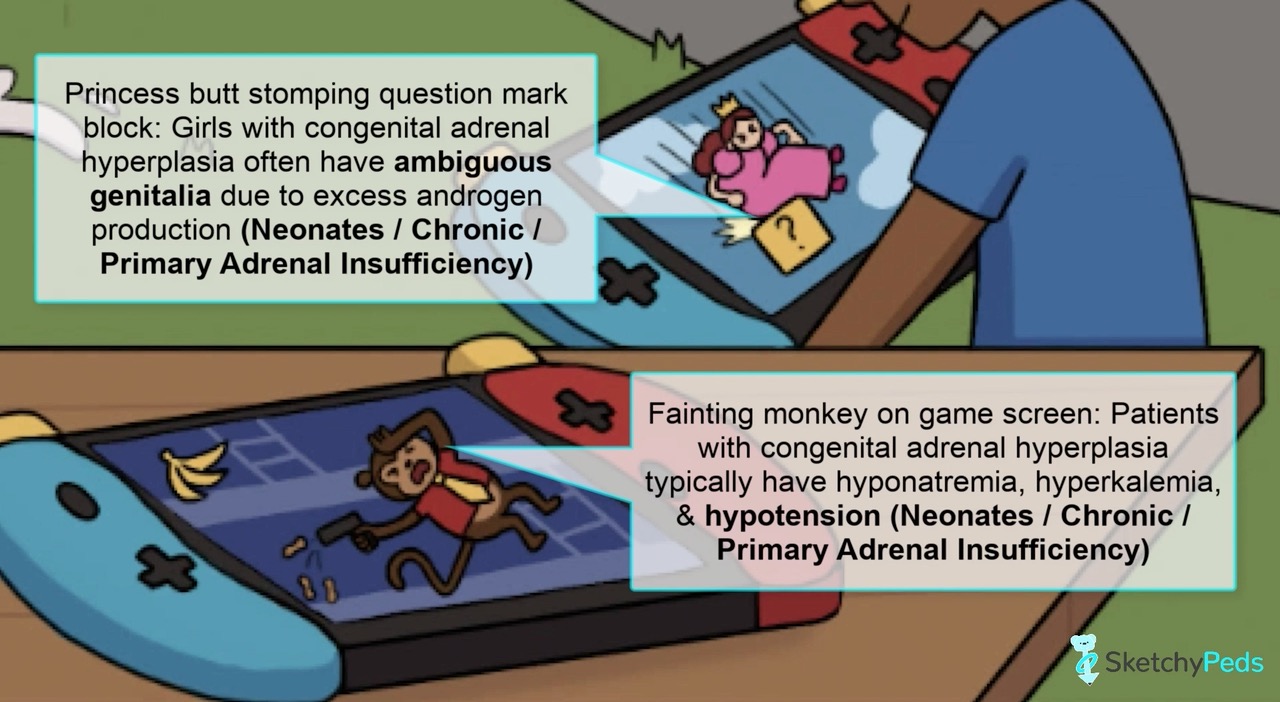 Princess butt stomping question mark
block: Girls with congenital adrenal
hyperplasia often have ambiguous
genitalia due to excess androgen
production (Neonates / Chronic /
Primary Adrenal Insufficiency)
?
Fainting monkey on game screen: Patients
with congenital adrenal hyperplasia
typically have hyponatremia, hyperkalemia,
& hypotension (Neonates / Chronic /
Primary Adrenal Insufficiency)
SketchyPeds